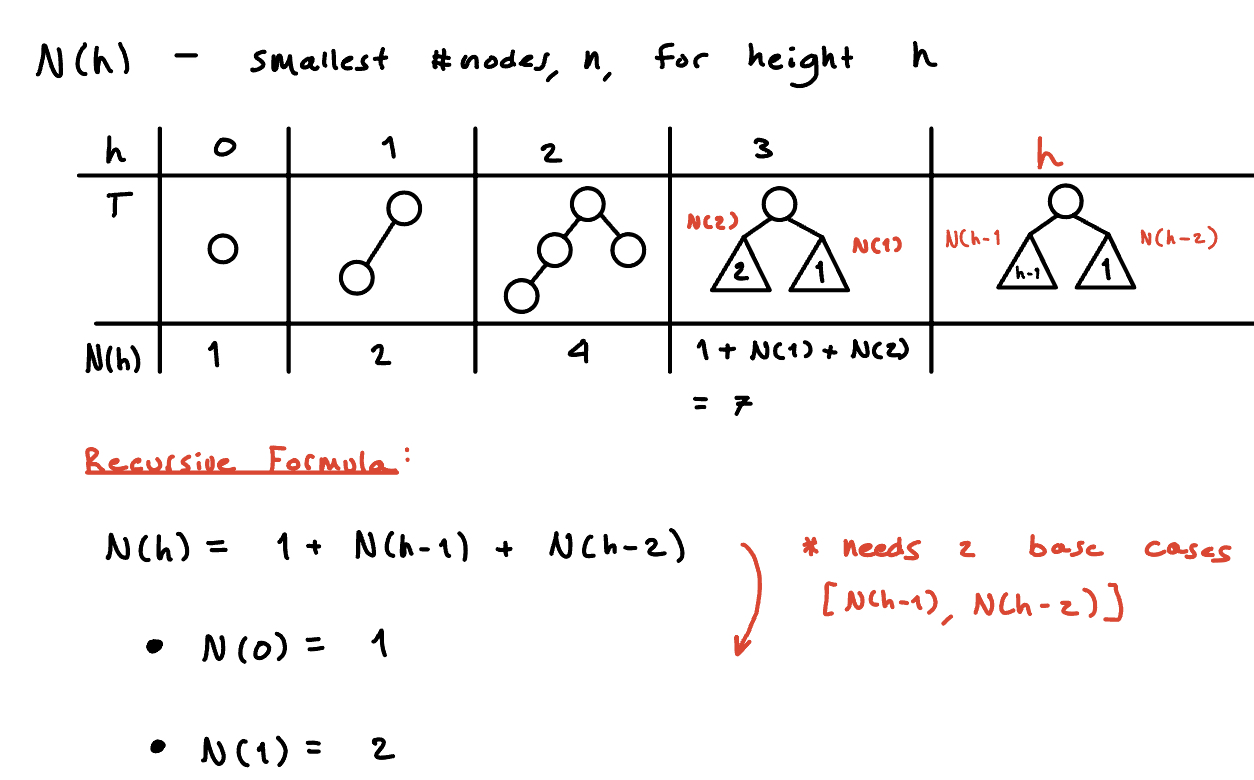 N(h) - smallest #nodes, n, for height h
h 0 1 2 3 h
T
N(2) N(1) N(h-1 N(h-2)
2 1 h-1 1
N(h) 1 2 4 1 + N(1) + N(2)
= 7
Recursive Formula:
N(h) = 1 + N(h-1) + N(h-2) * needs 2 base cases
[N(h-1), N(h-2)]
• N(0) = 1
• N(1) = 2